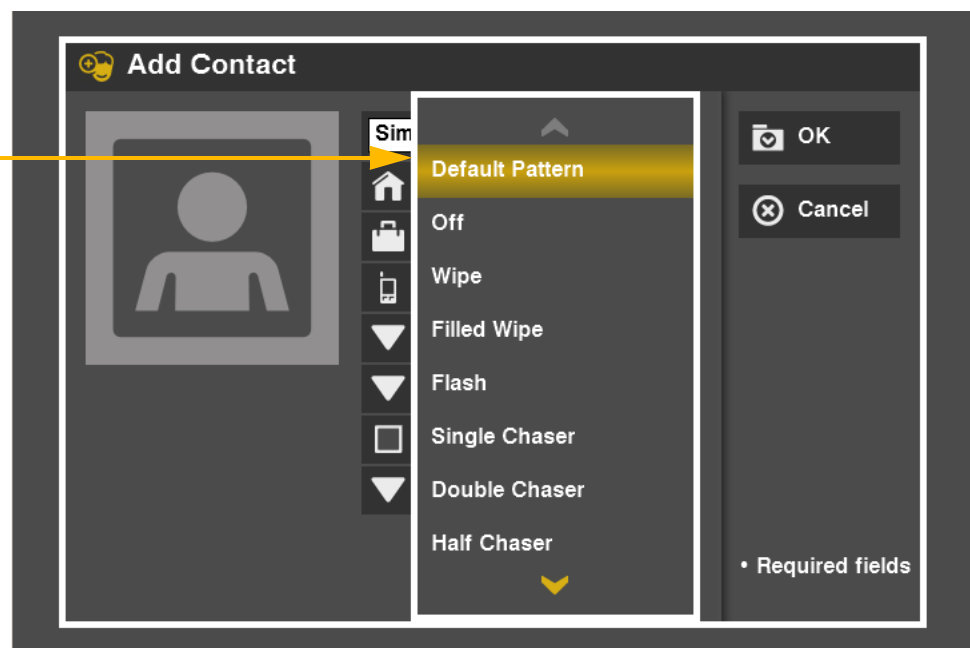 Add Contact
Sim
Default Pattern
Off
Wipe
Filled Wipe
Flash
Single Chaser
Double Chaser
Half Chaser
OK
Cancel
• Required fields